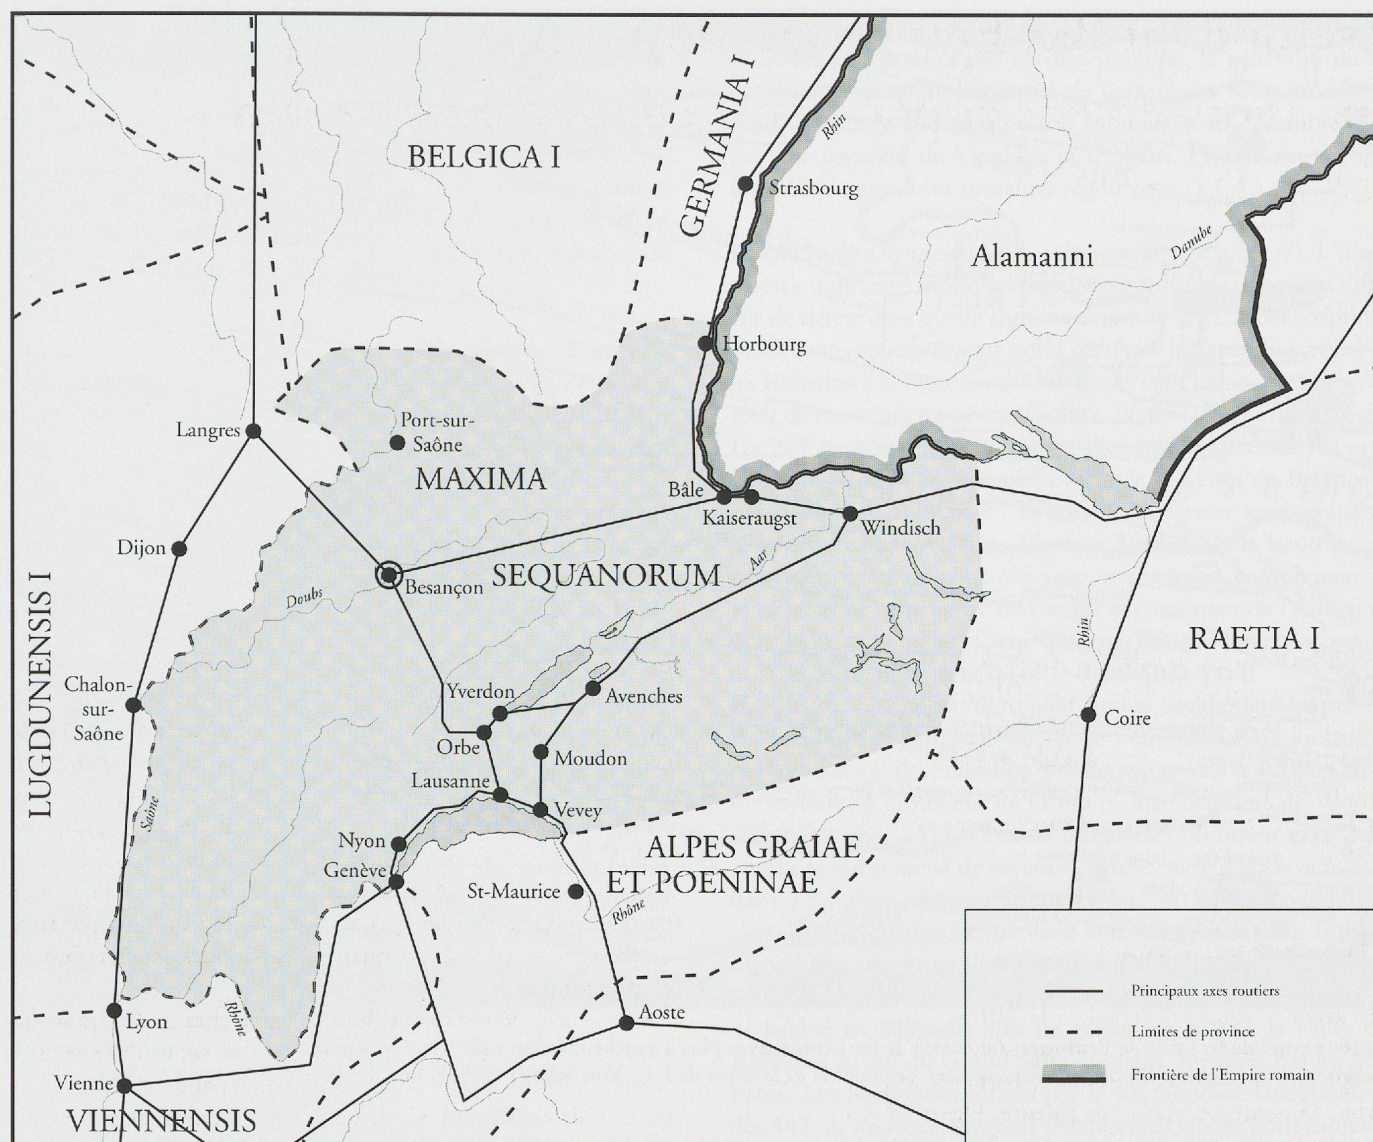 BELGICA I
GERMANIA I
Rhin
Strasbourg
Alamanni
Danube
Horbourg
Langres
Port-sur-
Saône
MAXIMA
Bâle
Kaiseraugst
Windisch
Dijon
Besançon
SEQUANORUM
Aar
Doubs
LUGDUNENSIS I
Rhin
RAETIA I
Chalon-
sur-
Saône
Yverdon
Avenches
Coire
Orbe
Moudon
Lausanne
Vevey
Saône
Nyon
Genève
ALPES GRAIAE
ET POENINAE
St-Maurice
Rhône
Lyon
Rhône
Aoste
Vienne
VIENNENSIS
Principaux axes routiers
Limites de province
Frontière de l'Empire romain